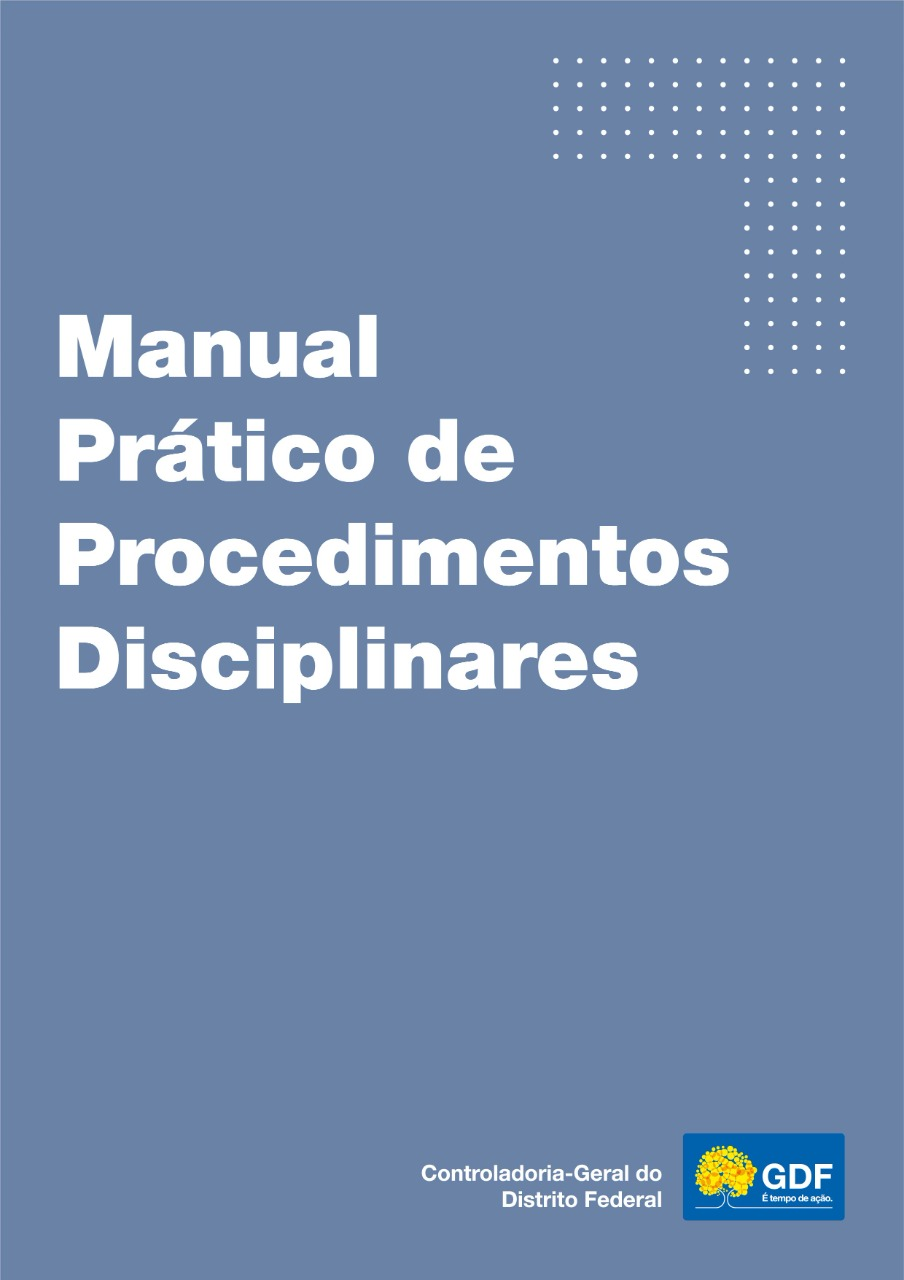 Manual
Prático de
Procedimentos
Disciplinares
Controladoria-Geral do
Distrito Federal
GDF
É tempo de ação.